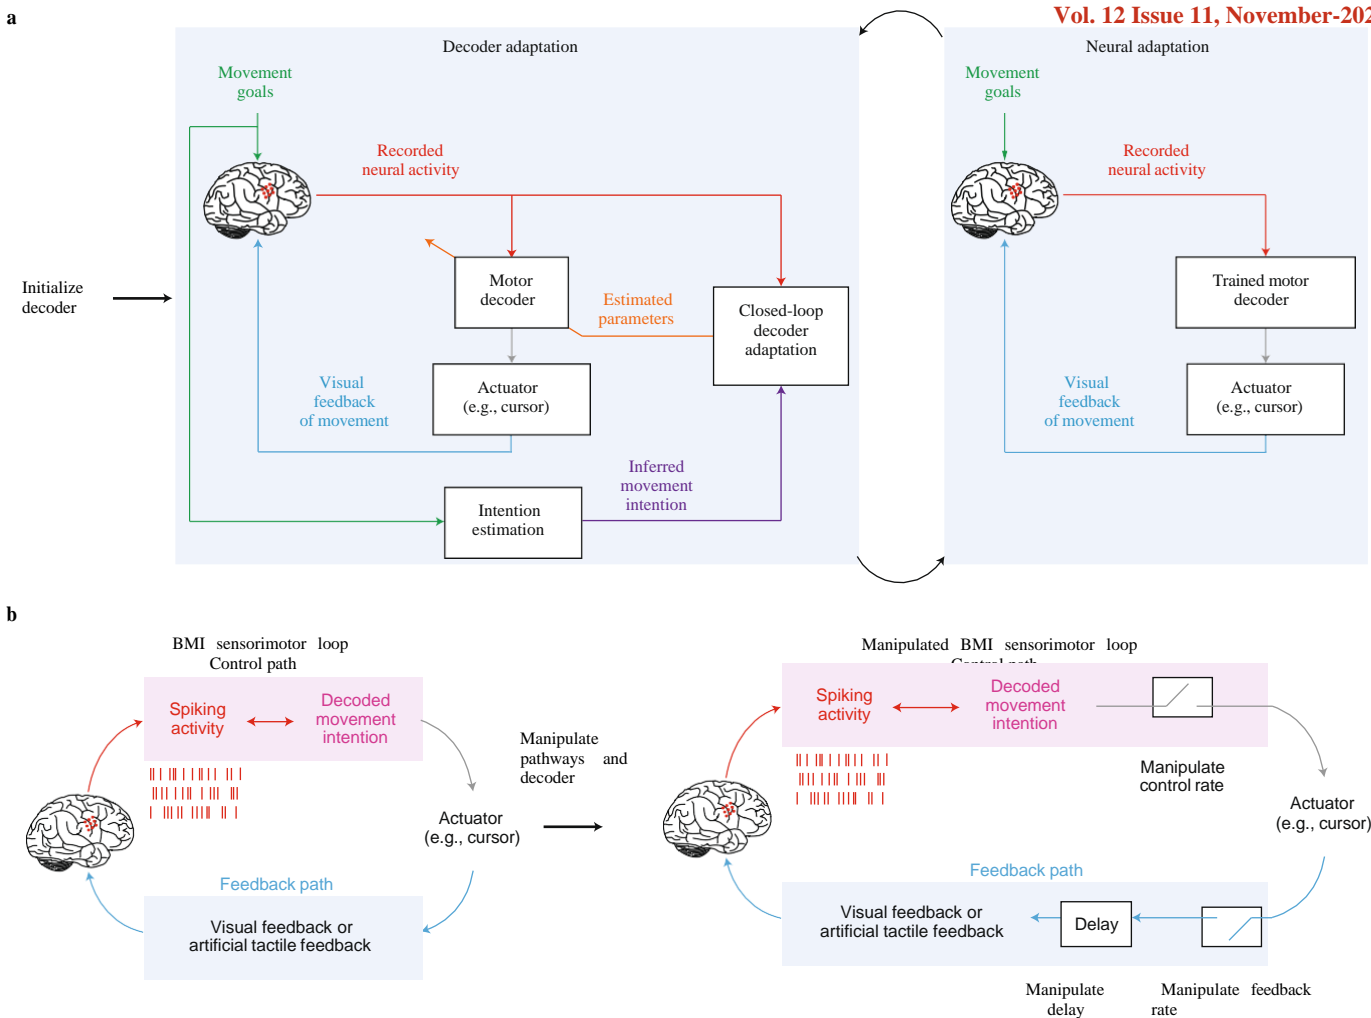 Vol. 12 Issue 11, November-202
a
Decoder adaptation
Neural adaptation
Movement
goals
Recorded
neural activity
Initialize
decoder
Motor
decoder
Estimated
parameters
Closed-loop
decoder
adaptation
Visual
feedback
of movement
Actuator
(e.g., cursor)
Inferred
movement
intention
Intention
estimation
Movement
goals
Recorded
neural activity
Trained motor
decoder
Visual
feedback
of movement
Actuator
(e.g., cursor)
b
BMI sensorimotor loop
Control path
Spiking
activity
Decoded
movement
intention
Actuator
(e.g., cursor)
Feedback path
Visual feedback or
artificial tactile feedback
Manipulate
pathways and
decoder
Manipulated BMI sensorimotor loop
Control path
Spiking
activity
Decoded
movement
intention
Manipulate
control rate
Actuator
(e.g., cursor)
Feedback path
Visual feedback or
artificial tactile feedback
Delay
Manipulate
delay
Manipulate feedback
rate